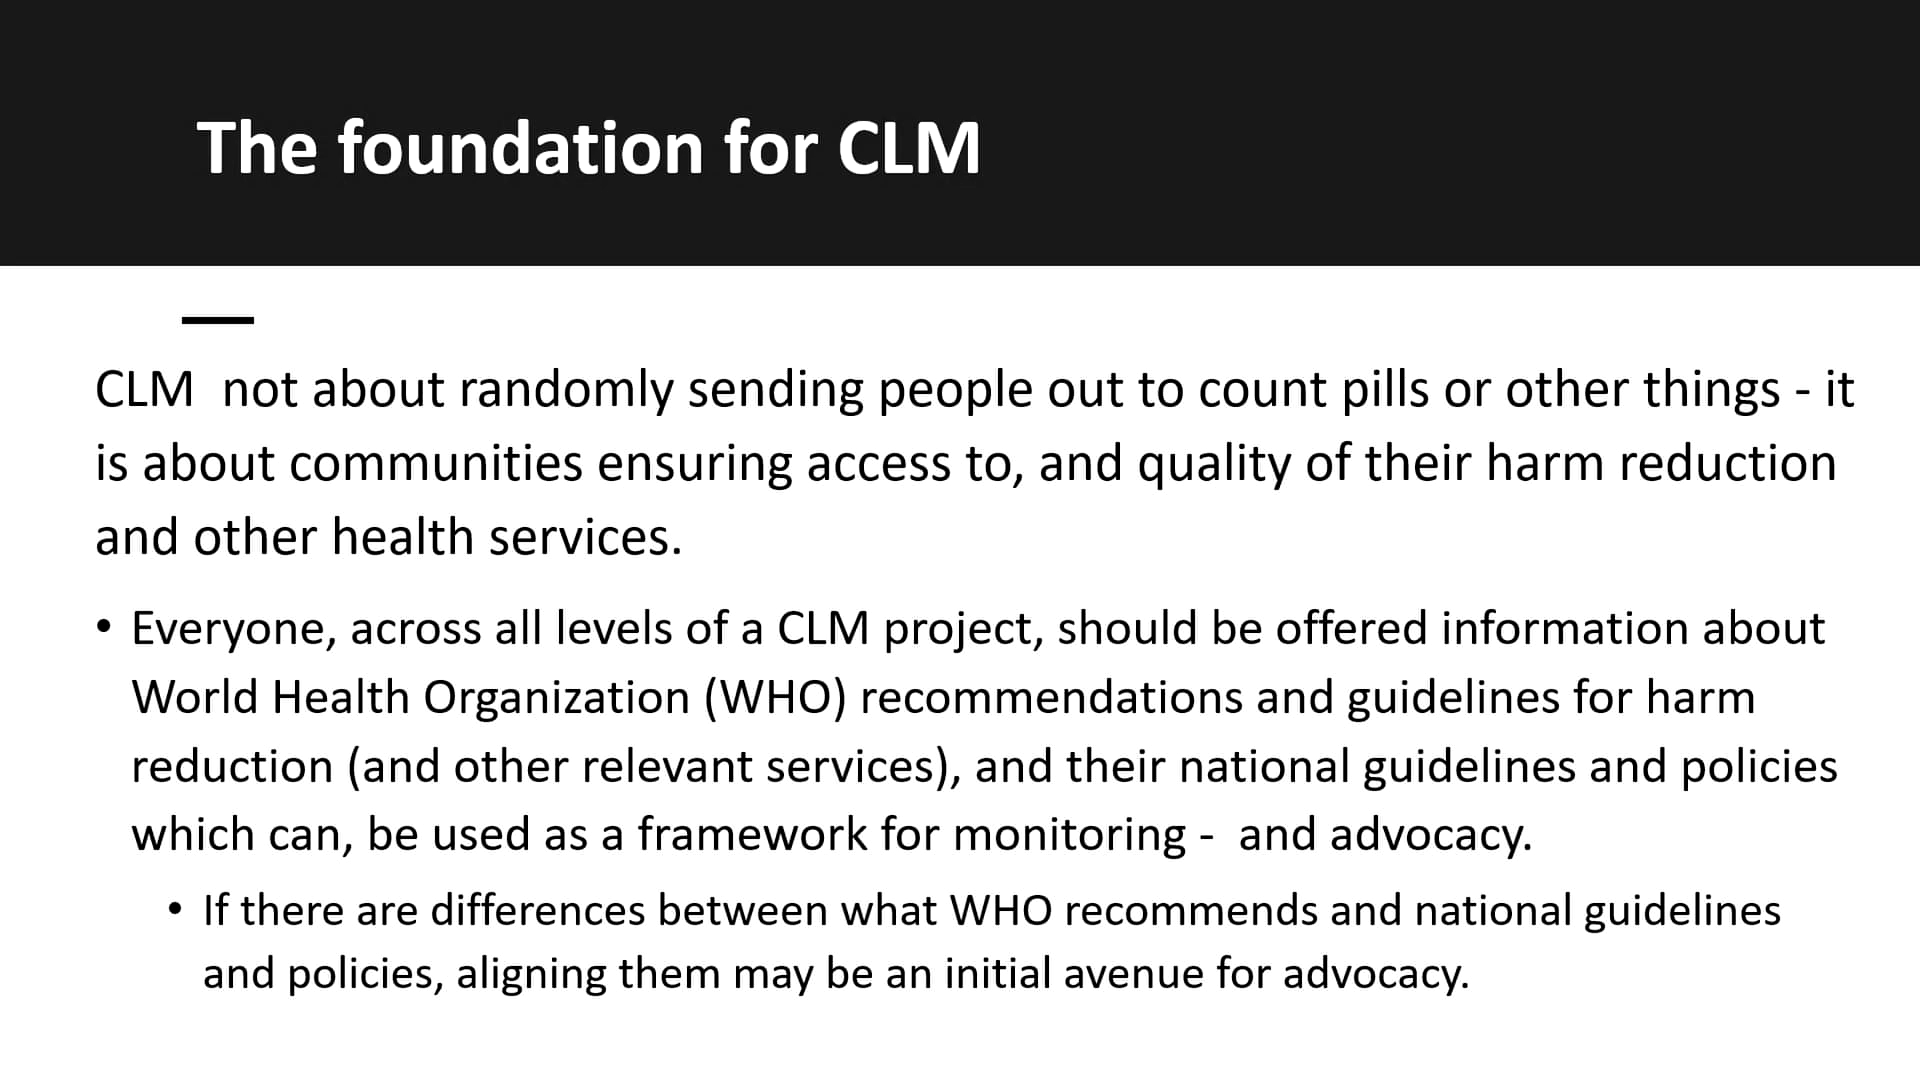 The foundation for CLM
CLM  not about randomly sending people out to count pills or other things - it
is about communities ensuring access to, and quality of their harm reduction
and other health services.
• Everyone, across all levels of a CLM project, should be offered information about
World Health Organization (WHO) recommendations and guidelines for harm
reduction (and other relevant services), and their national guidelines and policies
which can, be used as a framework for monitoring -  and advocacy.
• If there are differences between what WHO recommends and national guidelines
and policies, aligning them may be an initial avenue for advocacy.